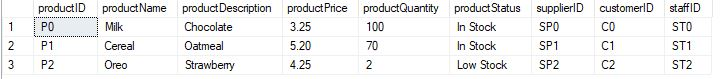 productID productName productDescription productPrice productQuantity productStatus supplierID customerID staffID
1 P0 Milk Chocolate 3.25 100 In Stock SP0 C0 ST0
2 P1 Cereal Oatmeal 5.20 70 In Stock SP1 C1 ST1
3 P2 Oreo Strawberry 4.25 2 Low Stock SP2 C2 ST2